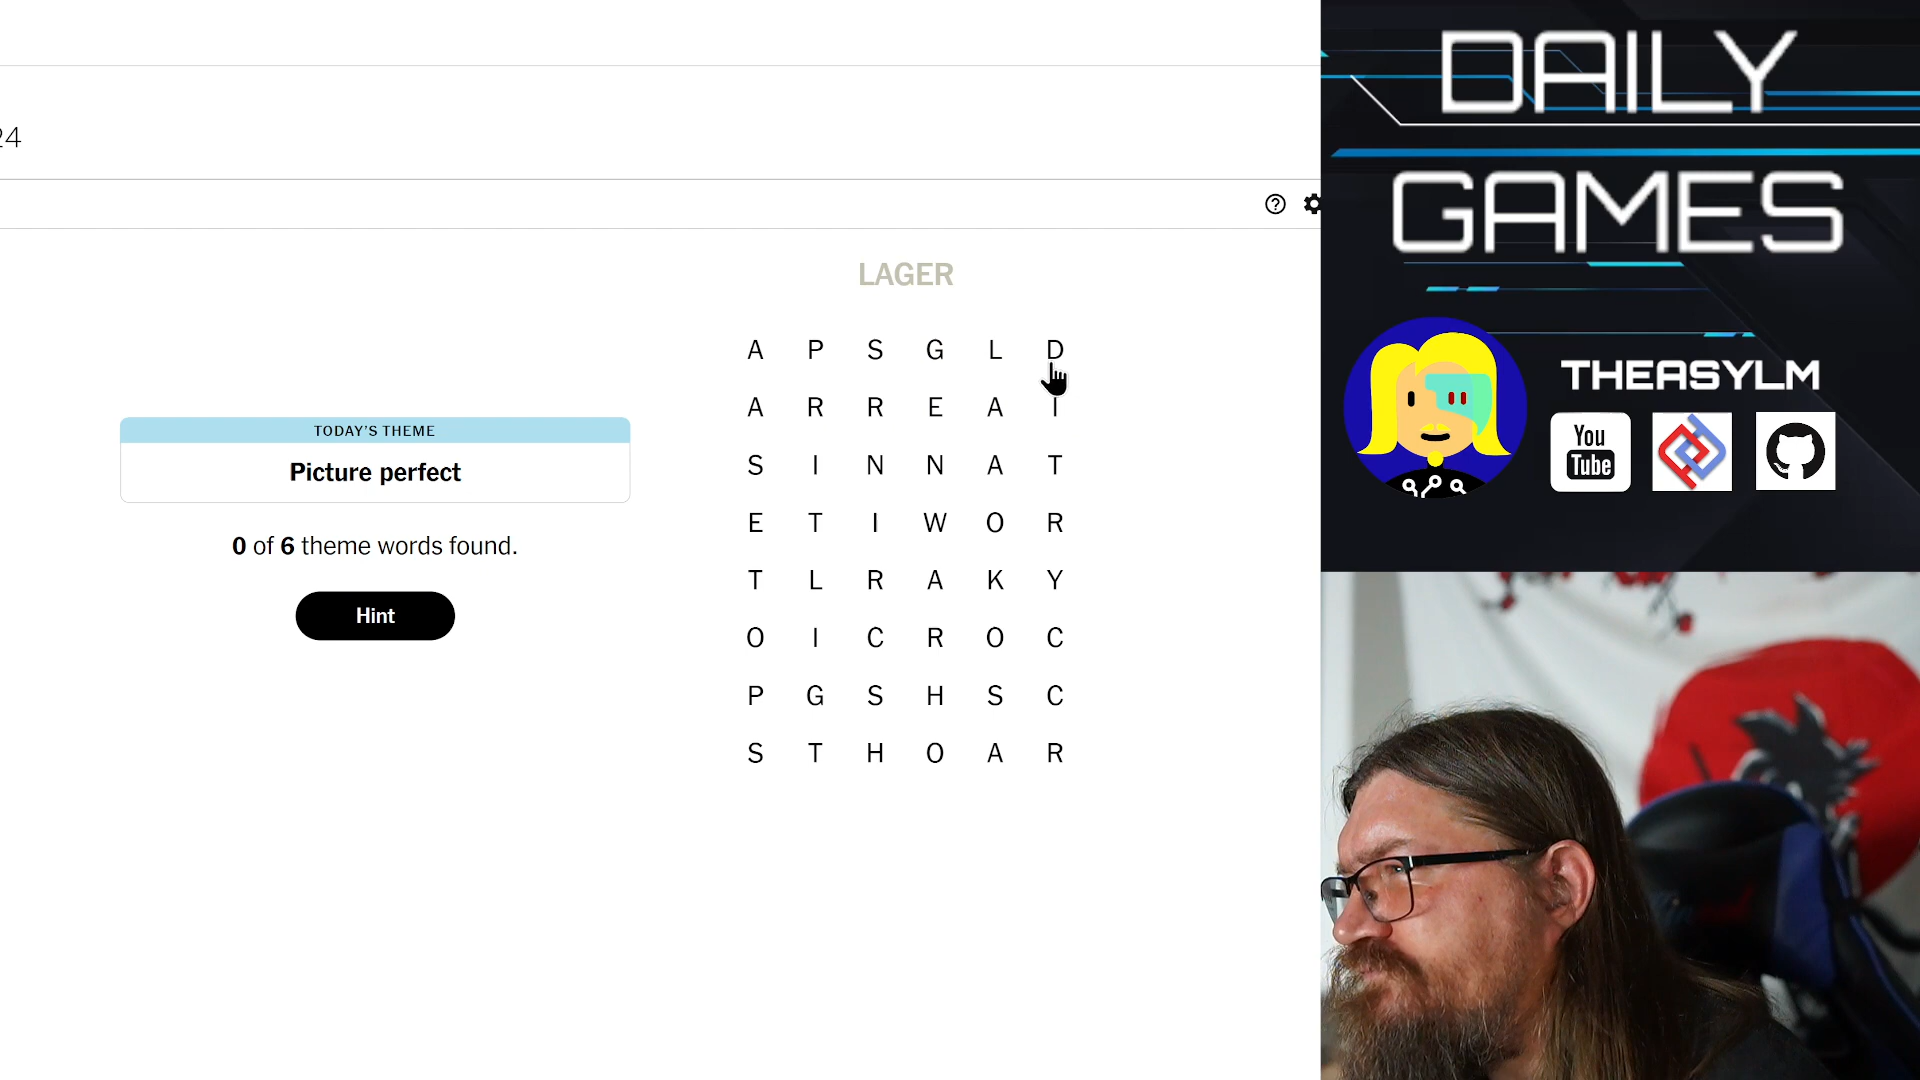 DAILY
GAMES
24
LAGER
TODAY'S THEME
Picture perfect
0 of 6 theme words found.
Hint
A P S G L D
A R R E A I
S I N N A T
E T I W O R
T L R A K Y
O I C R O C
P G S H S C
S T H O A R
THEASYLM
You
Tube